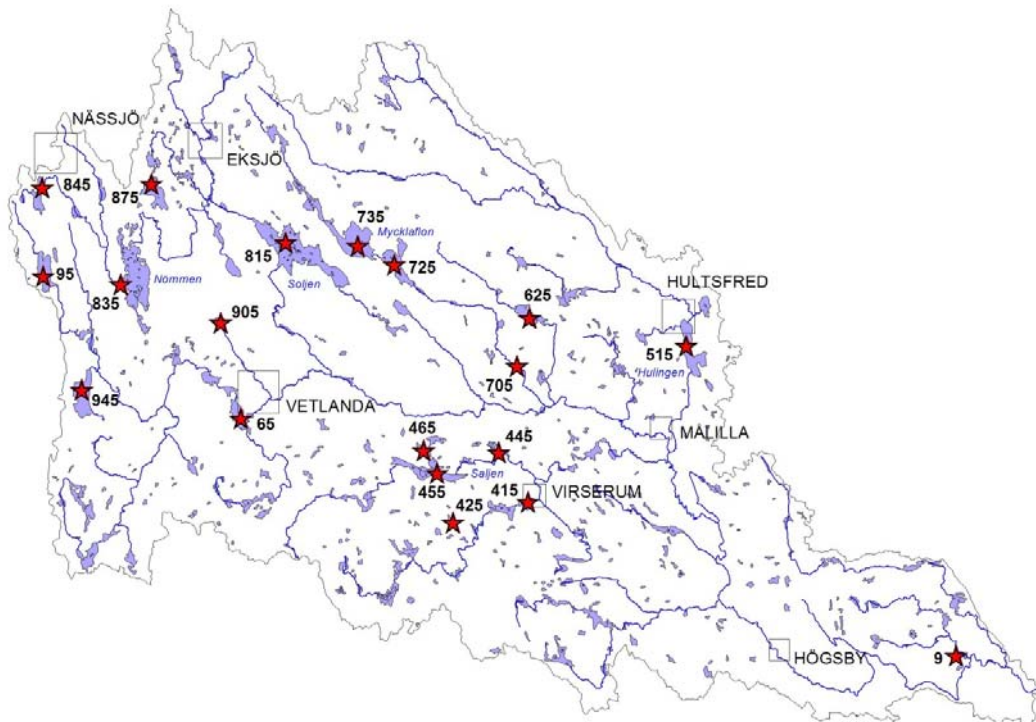 NÄSSJÖ
EKSJÖ
845
875
735
Mycklaflon
815
725
95
Nömmen
Soljen
835
HULTSFRED
625
905
515
Hulingen
705
945
VETLANDA
65
MÅLILLA
465
445
Saljen
455
415
VIRSERUM
425
HÖGSBY
9